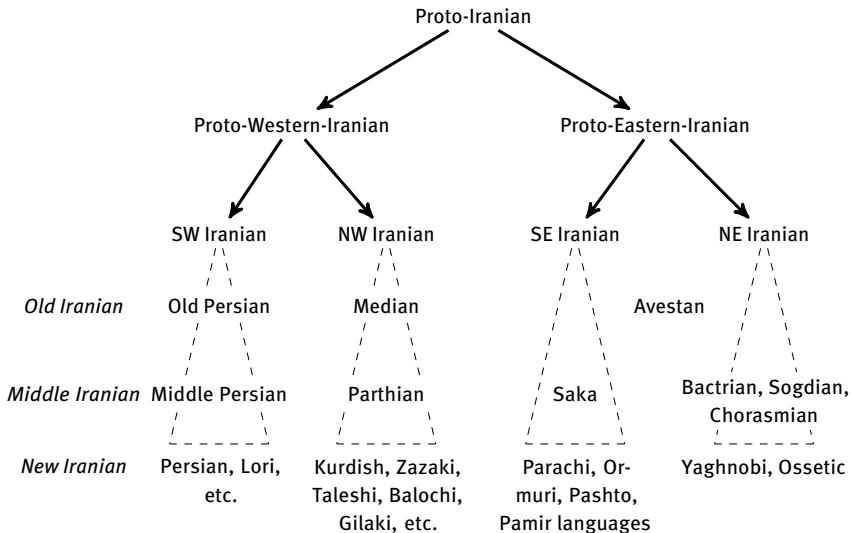 Proto-Iranian
Proto-Western-Iranian Proto-Eastern-Iranian
SW Iranian NW Iranian SE Iranian NE Iranian
Old Iranian Old Persian Median Avestan
Middle Iranian Middle Persian Parthian Saka Bactrian, Sogdian,
Chorasmian
New Iranian Persian, Lori, Kurdish, Zazaki, Parachi, Or- Yaghnobi, Ossetic
etc. Taleshi, Balochi, muri, Pashto,
Gilaki, etc. Pamir languages